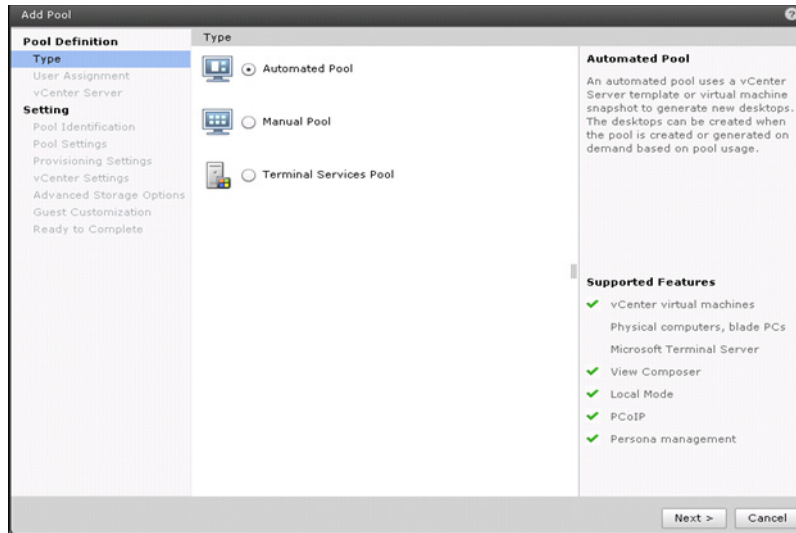 Add Pool
?
Pool Definition
Type
User Assignment
vCenter Server
Setting
Pool Identification
Pool Settings
Provisioning Settings
vCenter Settings
Advanced Storage Options
Guest Customization
Ready to Complete
Type
Automated Pool
Manual Pool
Terminal Services Pool
Automated Pool
An automated pool uses a vCenter
Server template or virtual machine
snapshot to generate new desktops.
The desktops can be created when
the pool is created or generated on
demand based on pool usage.
Supported Features
vCenter virtual machines
Physical computers, blade PCs
Microsoft Terminal Server
View Composer
Local Mode
PCoIP
Persona management
Next >
Cancel